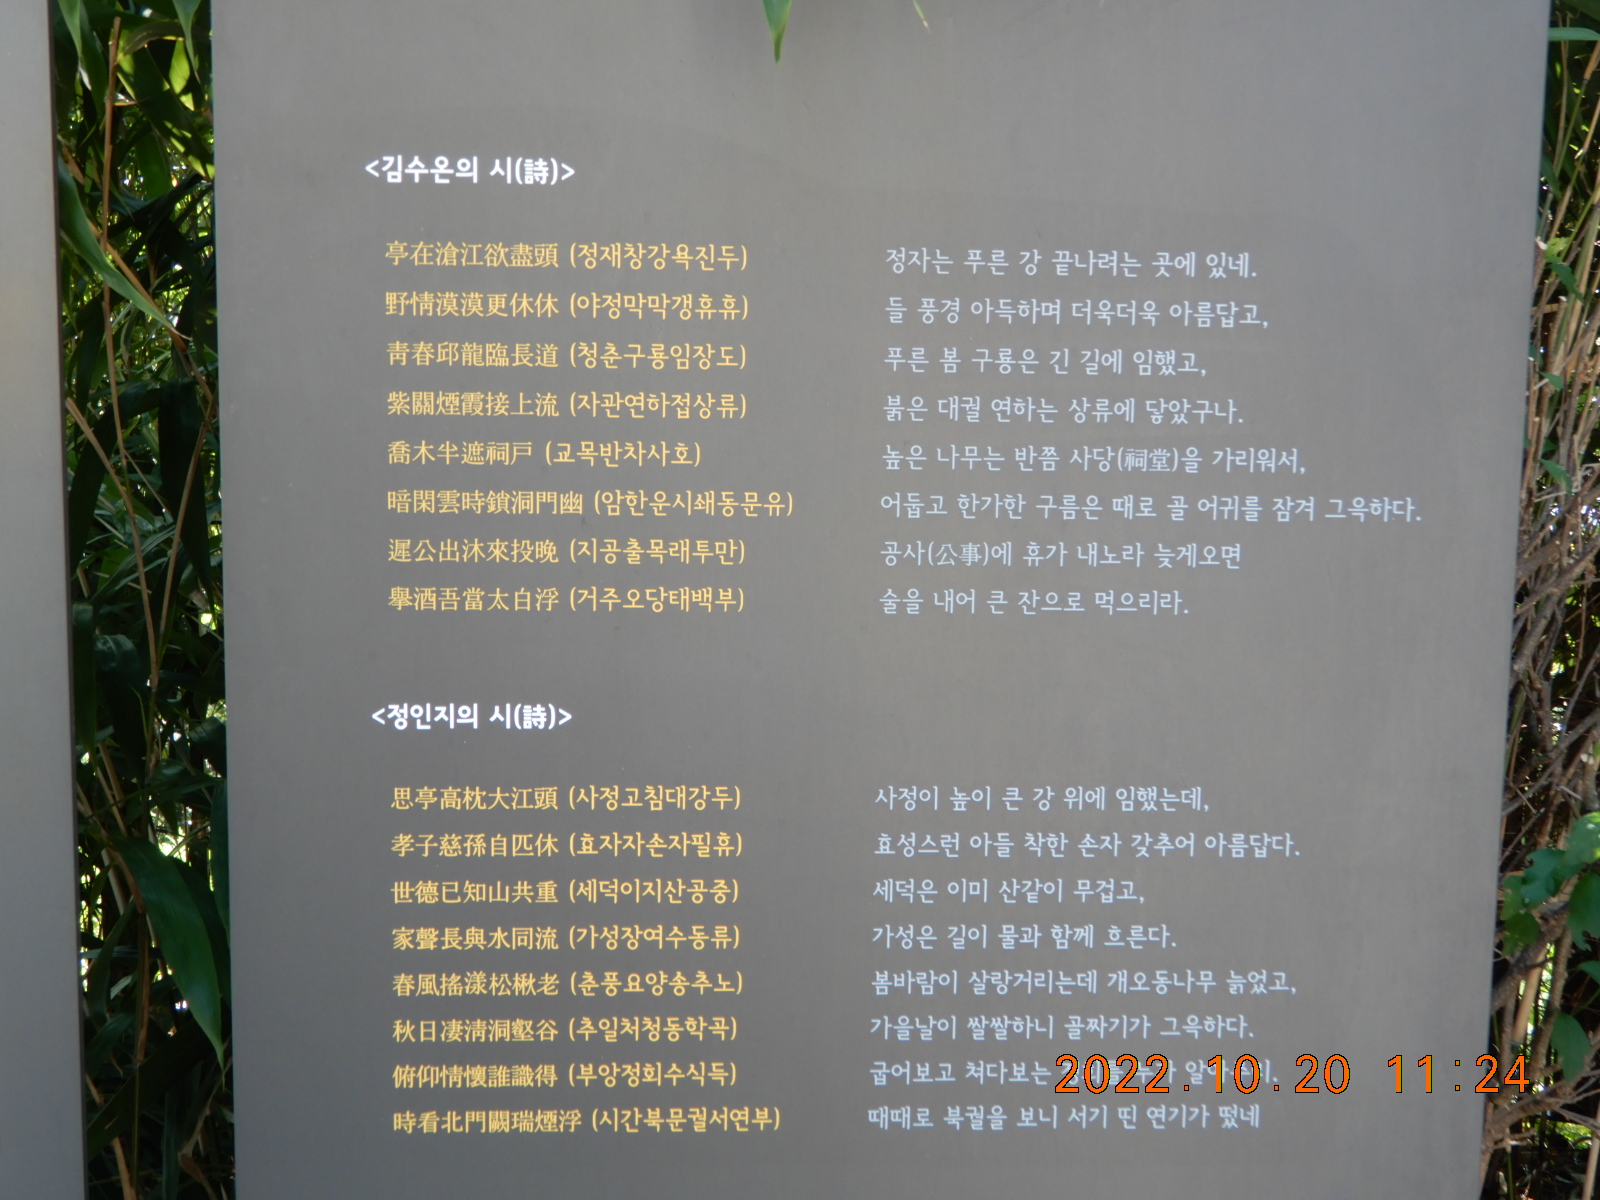 <김수온의 시(詩)>
亭在滄江欲盡頭 (정재창강욕진두) 정자는 푸른 강 끝나려는 곳에 있네.
野情漠漠更休休 (야정막막갱휴휴) 들 풍경 아득하며 더욱더욱 아름답고,
靑春邱龍臨長道 (청춘구룡임장도) 푸른 봄 구룡은 긴 길에 임했고,
紫關煙霞接上流 (자관연하접상류) 붉은 대궐 연하는 상류에 닿았구나.
喬木半遮祠戶 (교목반차사호) 높은 나무는 반쯤 사당(祠堂)을 가리워서,
暗閑雲時鎖洞門幽 (암한운시쇄동문유) 어둡고 한가한 구름은 때로 골 어귀를 잠겨 그윽하다.
遲公出沐來投晚 (지공출목래투만) 공사(公事)에 휴가 내노라 늦게오면
擧酒吾當太白浮 (거주오당태백부) 술을 내어 큰 잔으로 먹으리라.
<정인지의 시(詩)>
思亭高枕大江頭 (사정고침대강두) 사정이 높이 큰 강 위에 임했는데,
孝子慈孫自匹休 (효자자손자필휴) 효성스런 아들 착한 손자 갖추어 아름답다.
世德已知山共重 (세덕이지산공중) 세덕은 이미 산같이 무겁고,
家聲長與水同流 (가성장여수동류) 가성은 길이 물과 함께 흐른다.
春風搖漾松楸老 (춘풍요양송추노) 봄바람이 살랑거리는데 개오동나무 늙었고,
秋日凄淸洞壑谷 (추일처청동학곡) 가을날이 쌀쌀하니 골짜기가 그윽하다.
俯仰情懷誰識得 (부앙정회수식득) 굽어보고 쳐다보는
時看北門闕瑞煙浮 (시간북문궐서연부) 때때로 북궐을 보니 서기 띤 연기가 떴네
2022.10.20 11:24